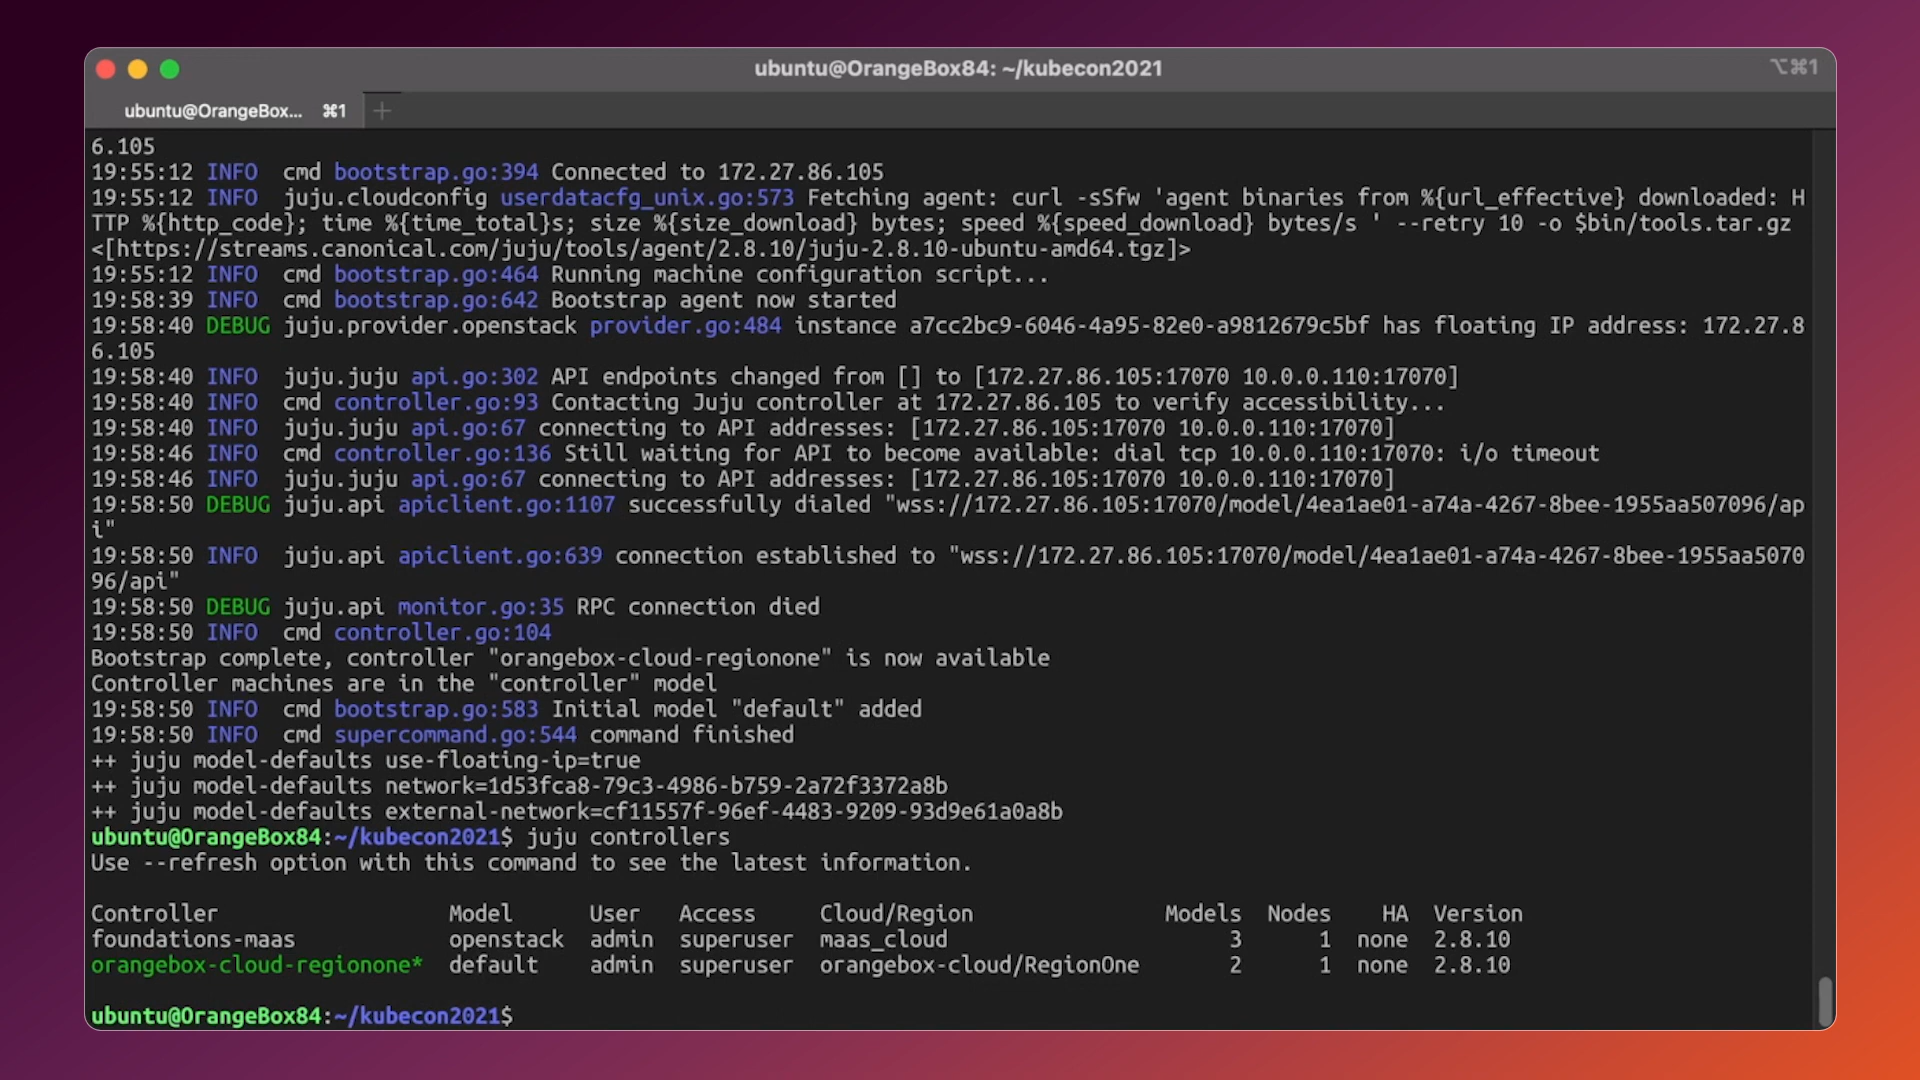 ubuntu@OrangeBox84: ~/kubecon2021
⌥⌘1
ubuntu@OrangeBox... ⌘1 +
6.105
19:55:12 INFO  cmd bootstrap.go:394 Connected to 172.27.86.105
19:55:12 INFO  juju.cloudconfig userdatacfg_unix.go:573 Fetching agent: curl -sSfw 'agent binaries from %{url_effective} downloaded: H
TTP %{http_code}; time %{time_total}s; size %{size_download} bytes; speed %{speed_download} bytes/s ' --retry 10 -o $bin/tools.tar.gz
<[https://streams.canonical.com/juju/tools/agent/2.8.10/juju-2.8.10-ubuntu-amd64.tgz]>
19:55:12 INFO  cmd bootstrap.go:464 Running machine configuration script...
19:58:39 INFO  cmd bootstrap.go:642 Bootstrap agent now started
19:58:40 DEBUG juju.provider.openstack provider.go:484 instance a7cc2bc9-6046-4a95-82e0-a9812679c5bf has floating IP address: 172.27.8
6.105
19:58:40 INFO  juju.juju api.go:302 API endpoints changed from [] to [172.27.86.105:17070 10.0.0.110:17070]
19:58:40 INFO  cmd controller.go:93 Contacting Juju controller at 172.27.86.105 to verify accessibility...
19:58:40 INFO  juju.juju api.go:67 connecting to API addresses: [172.27.86.105:17070 10.0.0.110:17070]
19:58:46 INFO  cmd controller.go:136 Still waiting for API to become available: dial tcp 10.0.0.110:17070: i/o timeout
19:58:46 INFO  juju.juju api.go:67 connecting to API addresses: [172.27.86.105:17070 10.0.0.110:17070]
19:58:50 DEBUG juju.api apiclient.go:1107 successfully dialed "wss://172.27.86.105:17070/model/4ea1ae01-a74a-4267-8bee-1955aa507096/ap
i"
19:58:50 INFO  juju.api apiclient.go:639 connection established to "wss://172.27.86.105:17070/model/4ea1ae01-a74a-4267-8bee-1955aa5070
96/api"
19:58:50 DEBUG juju.api monitor.go:35 RPC connection died
19:58:50 INFO  cmd controller.go:104
Bootstrap complete, controller "orangebox-cloud-regionone" is now available
Controller machines are in the "controller" model
19:58:50 INFO  cmd bootstrap.go:583 Initial model "default" added
19:58:50 INFO  cmd supercommand.go:544 command finished
++ juju model-defaults use-floating-ip=true
++ juju model-defaults network=1d53fca8-79c3-4986-b759-2a72f3372a8b
++ juju model-defaults external-network=cf11557f-96ef-4483-9209-93d9e61a0a8b
ubuntu@OrangeBox84:~/kubecon2021$ juju controllers
Use --refresh option with this command to see the latest information.
Controller                  Model      User   Access     Cloud/Region               Models  Nodes    HA  Version
foundations-maas            openstack  admin  superuser  maas_cloud                      3      1  none  2.8.10
orangebox-cloud-regionone*  default    admin  superuser  orangebox-cloud/RegionOne       2      1  none  2.8.10
ubuntu@OrangeBox84:~/kubecon2021$